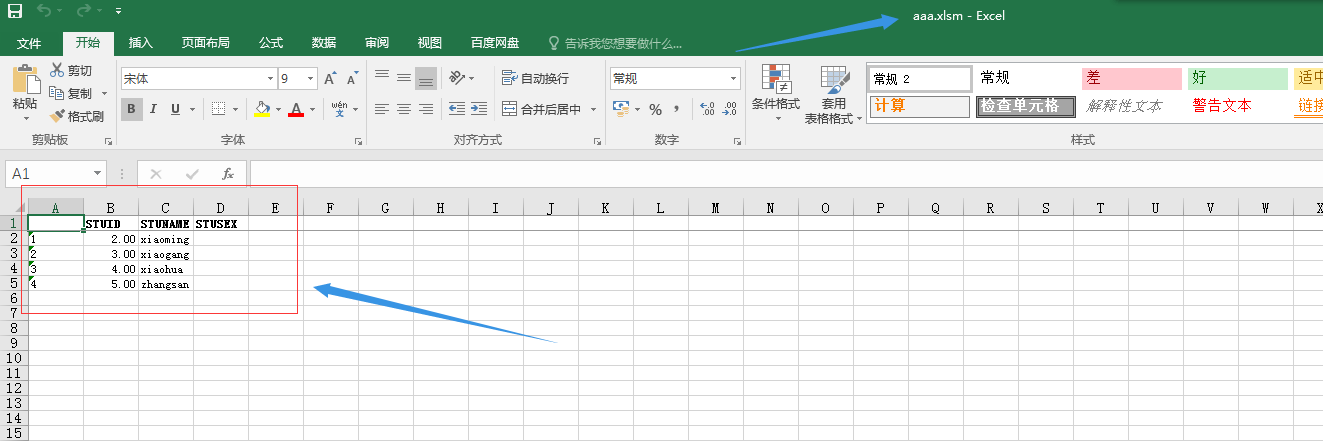 aaa.xlsm - Excel
文件 开始 插入 页面布局 公式 数据 审阅 视图 百度网盘 告诉我您想要做什么...
剪切
复制
格式刷
粘贴
剪贴板
宋体 9 A A
B I U A wén
字体
自动换行
合并后居中
对齐方式
常规
% , .0 .00 .00 .0
数字
条件格式
套用
表格格式
常规 2 常规 差 好 适中
计算 检查单元格 解释性文本 警告文本 链接
样式
A1 fx
A B C D E F G H I J K L M N O P Q R S T U V W X
1 STUID STUNAME STUSEX
2 1 2.00 xiaoming
3 2 3.00 xiaogang
4 3 4.00 xiaohua
5 4 5.00 zhangsan
6
7
8
9
10
11
12
13
14
15